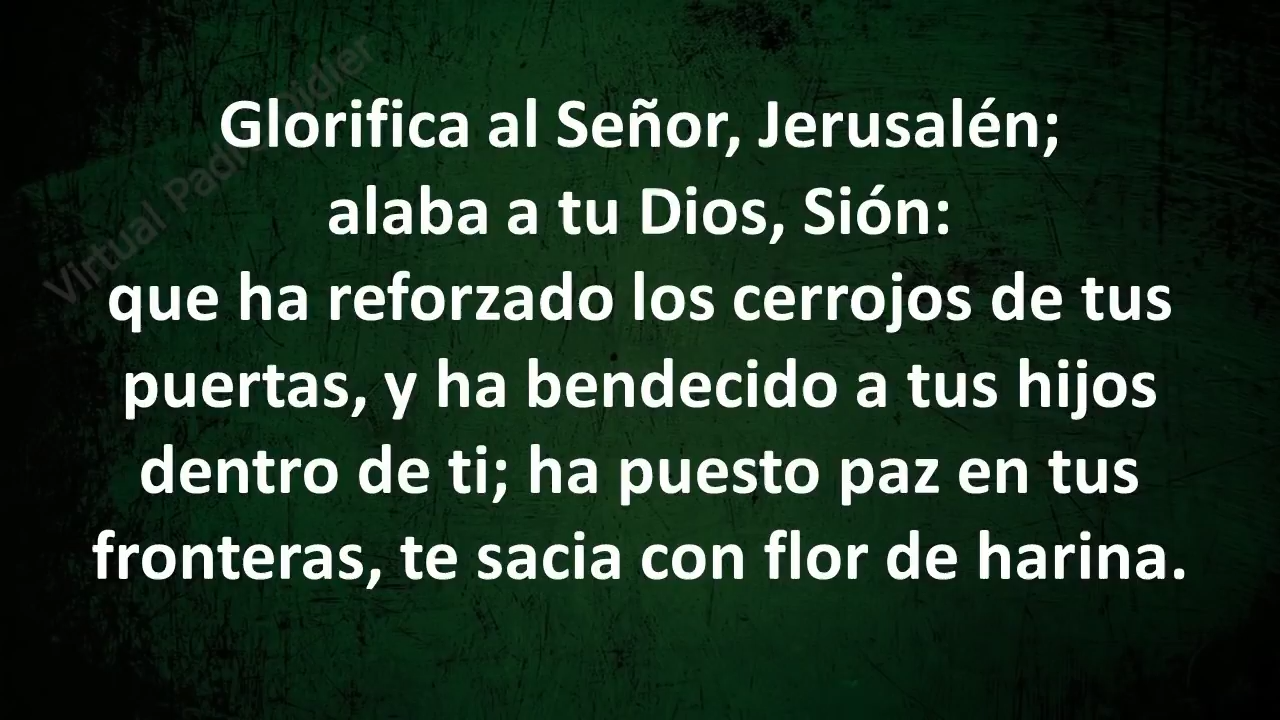 Glorifica al Señor, Jerusalén;
alaba a tu Dios, Sión:
que ha reforzado los cerrojos de tus
puertas, y ha bendecido a tus hijos
dentro de ti; ha puesto paz en tus
fronteras, te sacia con flor de harina.
Virtual Padre Didier